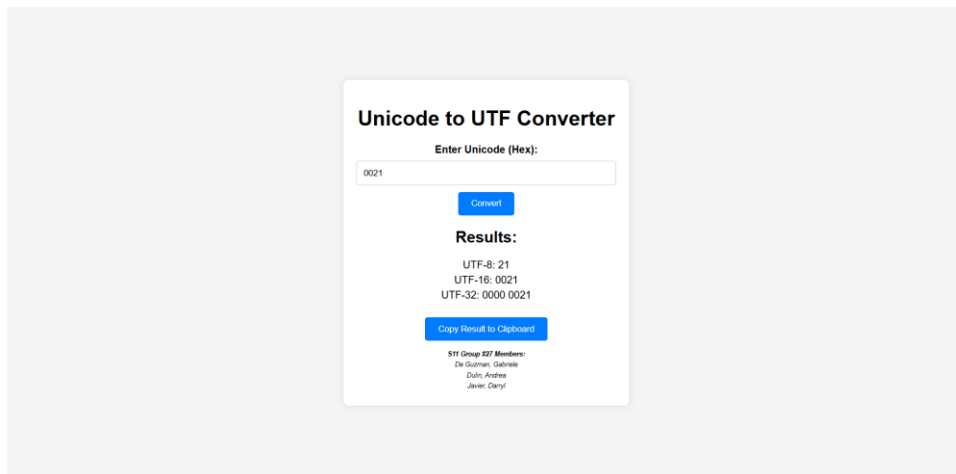 Unicode to UTF Converter
Enter Unicode (Hex):
0021
Convert
Results:
UTF-8: 21
UTF-16: 0021
UTF-32: 0000 0021
Copy Result to Clipboard
S11 Group #27 Members:
De Guzman, Gabriele
Dulin, Andrea
Javier, Darryl